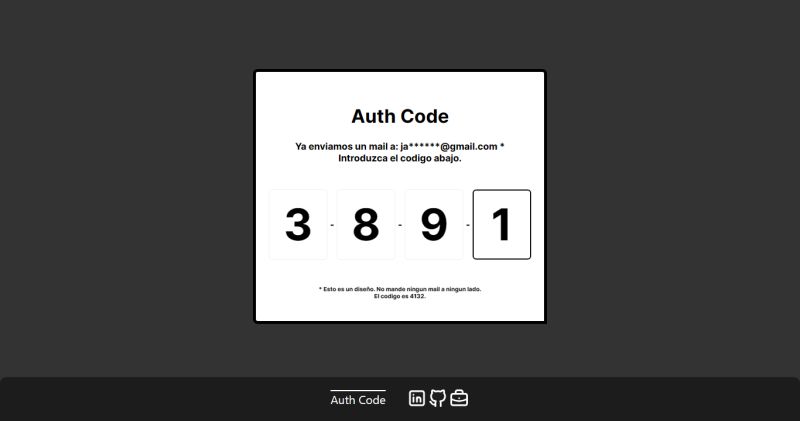 Auth Code
Ya enviamos un mail a: ja******@gmail.com *
Introduzca el codigo abajo.
3 - 8 - 9 - 1
* Esto es un diseño. No mande ningun mail a ningun lado.
El codigo es 4132.
Auth Code
in